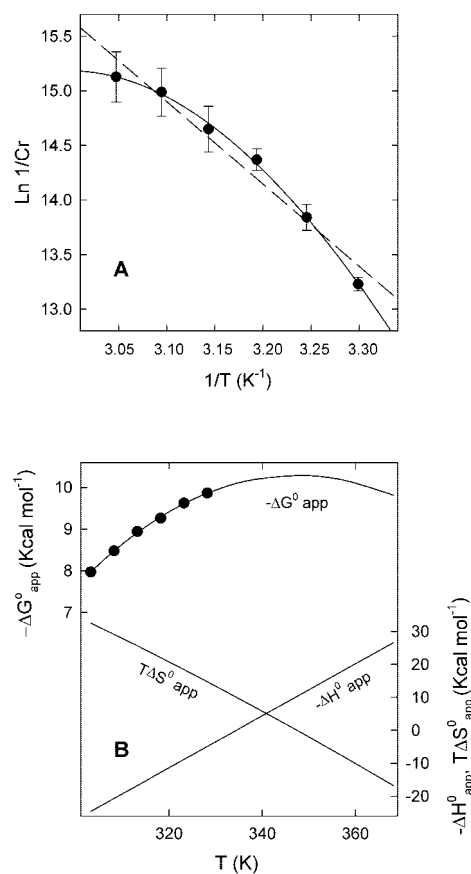 15.5
15.0
14.5
14.0
13.5
13.0
Ln 1/Cr
A
3.05 3.10 3.15 3.20 3.25 3.30
1/T (K⁻¹)
10
9
8
7
−ΔG⁰app (Kcal mol⁻¹)
-ΔG⁰ app
30
20
10
0
-10
-20
-ΔH⁰app, TΔS⁰app (Kcal mol⁻¹)
TΔS⁰ app
-ΔH⁰ app
B
320 340 360
T (K)